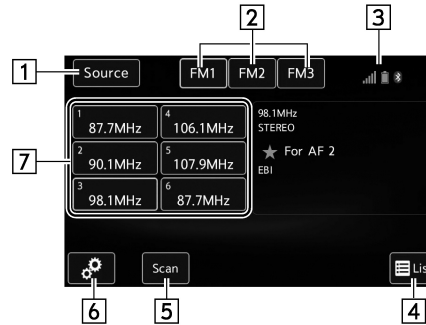 2
3
1
Source
FM1 FM2 FM3
1
87.7MHz
4
106.1MHz
98.1MHz
STEREO
7
2
90.1MHz
5
107.9MHz
For AF 2
EBI
3
98.1MHz
6
87.7MHz
Scan
Lis
6
5
4